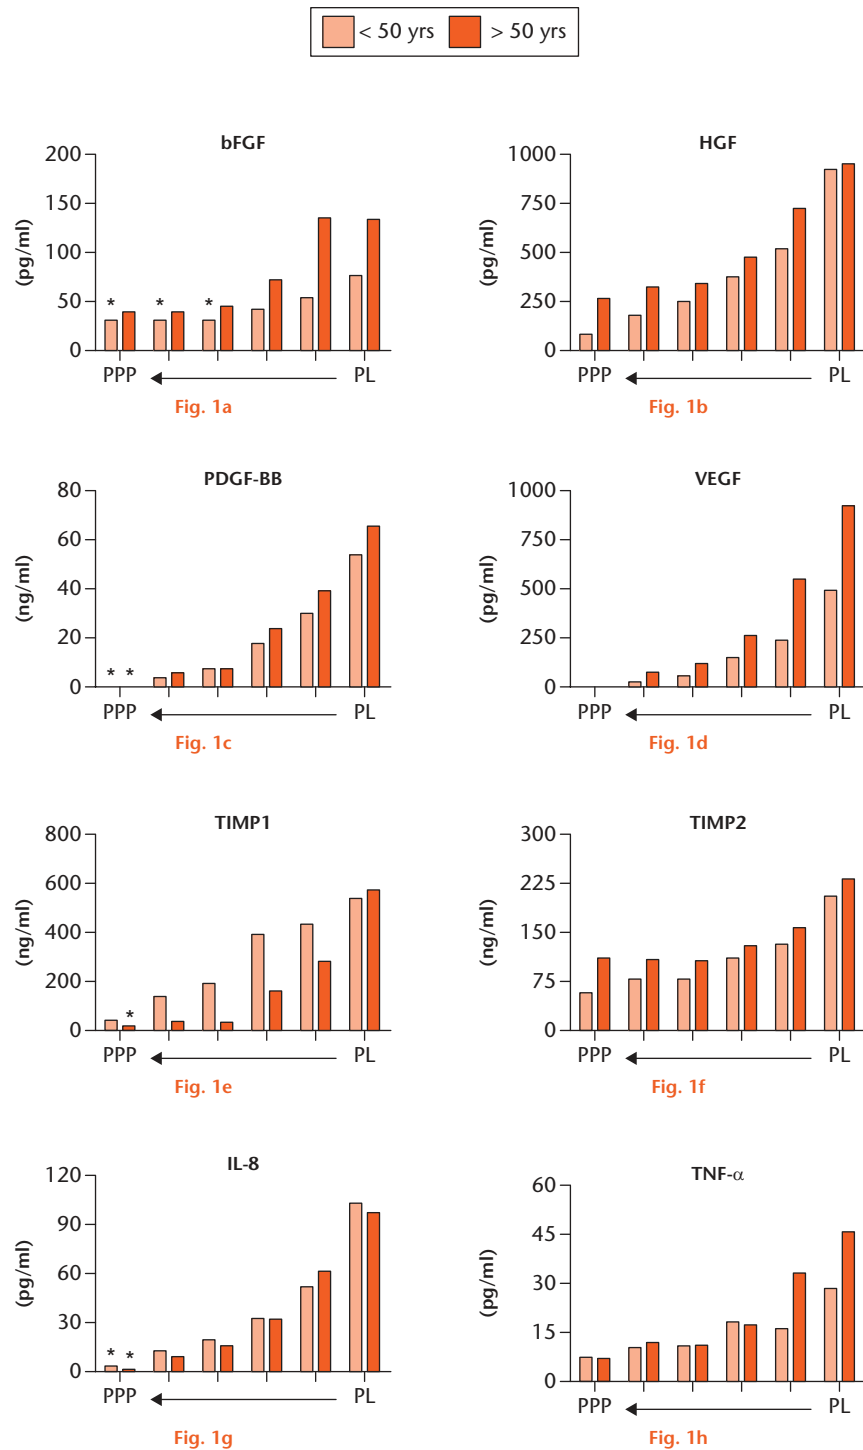 < 50 yrs > 50 yrs
bFGF
200
150
100
50
0
(pg/ml)
* * *
PPP PL
Fig. 1a
HGF
1000
750
500
250
0
(pg/ml)
PPP PL
Fig. 1b
PDGF-BB
80
60
40
20
0
(ng/ml)
* *
PPP PL
Fig. 1c
VEGF
1000
750
500
250
0
(pg/ml)
PPP PL
Fig. 1d
TIMP1
800
600
400
200
0
(ng/ml)
*
PPP PL
Fig. 1e
TIMP2
300
225
150
75
0
(ng/ml)
PPP PL
Fig. 1f
IL-8
120
90
60
30
0
(pg/ml)
* *
PPP PL
Fig. 1g
TNF-α
60
45
30
15
0
(pg/ml)
PPP PL
Fig. 1h